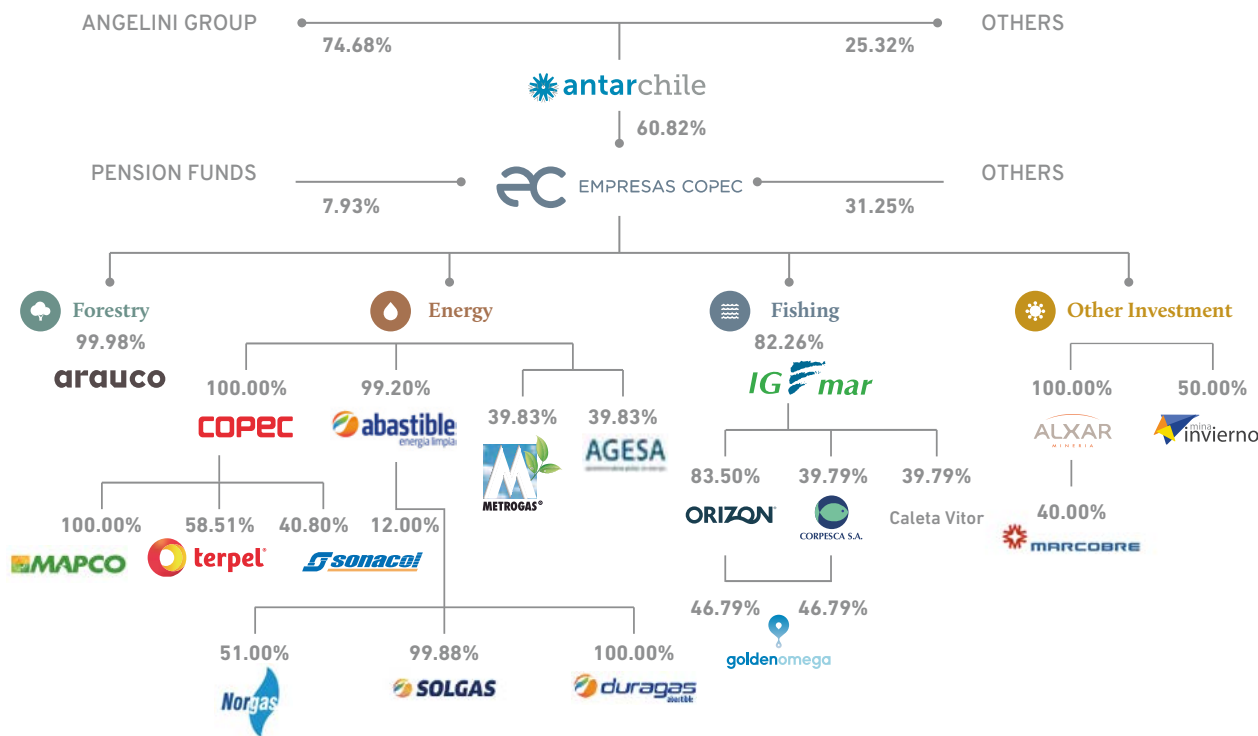 ANGELINI GROUP
OTHERS
74.68%
25.32%
antarchile
60.82%
PENSION FUNDS
EMPRESAS COPEC
OTHERS
7.93%
31.25%
Forestry
Energy
Fishing
Other Investment
99.98%
82.26%
arauco
IG mar
100.00%
99.20%
100.00%
50.00%
COPEC
abastible
energía limpia
39.83%
39.83%
ALXAR
MINERIA
mina
invierno
METROGAS®
AGESA
83.50%
39.79%
39.79%
ORIZON®
CORPESCA S.A.
Caleta Vitor
100.00%
58.51%
40.80%
12.00%
40.00%
MAPCO
terpel®
sonacol
MARCOBRE
46.79%
46.79%
goldenomega
51.00%
99.88%
100.00%
Norgas
SOLGAS
duragas
abastible